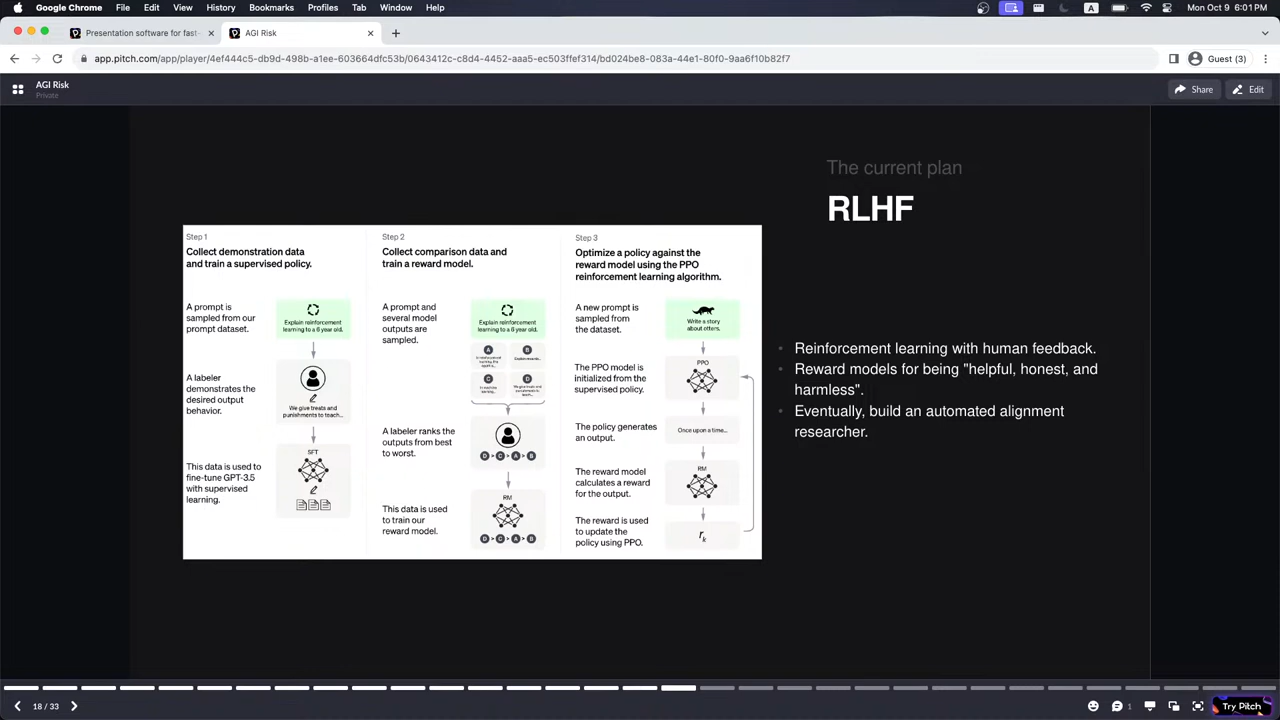 Google Chrome File Edit View History Bookmarks Profiles Tab Window Help
A
Mon Oct 9 6:01 PM
Presentation software for fast-
AGI Risk
app.pitch.com/app/player/4ef444c5-db9d-498b-a1ee-603664dfc53b/0643412c-c8d4-4452-aaa5-ec503ffef314/bd024be8-083a-44e1-80f0-9aa6f10b82f7
Guest (3)
AGI Risk
Private
Share
Edit
The current plan
RLHF
Step 1
Collect demonstration data
and train a supervised policy.
A prompt is
sampled from our
prompt dataset.
Explain reinforcement
learning to a 6 year old.
A labeler
demonstrates the
desired output
behavior.
We give treats and
punishments to teach...
This data is used to
fine-tune GPT-3.5
with supervised
learning.
SFT
Step 2
Collect comparison data and
train a reward model.
A prompt and
several model
outputs are
sampled.
Explain reinforcement
learning to a 6 year old.
A
B
C
D
A labeler ranks the
outputs from best
to worst.
D > C > A > B
This data is used
to train our
reward model.
RM
D > C > A > B
Step 3
Optimize a policy against the
reward model using the PPO
reinforcement learning algorithm.
A new prompt is
sampled from
the dataset.
Write a story
about otters.
The PPO model is
initialized from the
supervised policy.
PPO
The policy generates
an output.
Once upon a time...
The reward model
calculates a reward
for the output.
RM
The reward is used
to update the
policy using PPO.
rk
• Reinforcement learning with human feedback.
• Reward models for being "helpful, honest, and
harmless".
• Eventually, build an automated alignment
researcher.
18 / 33
1
Try Pitch